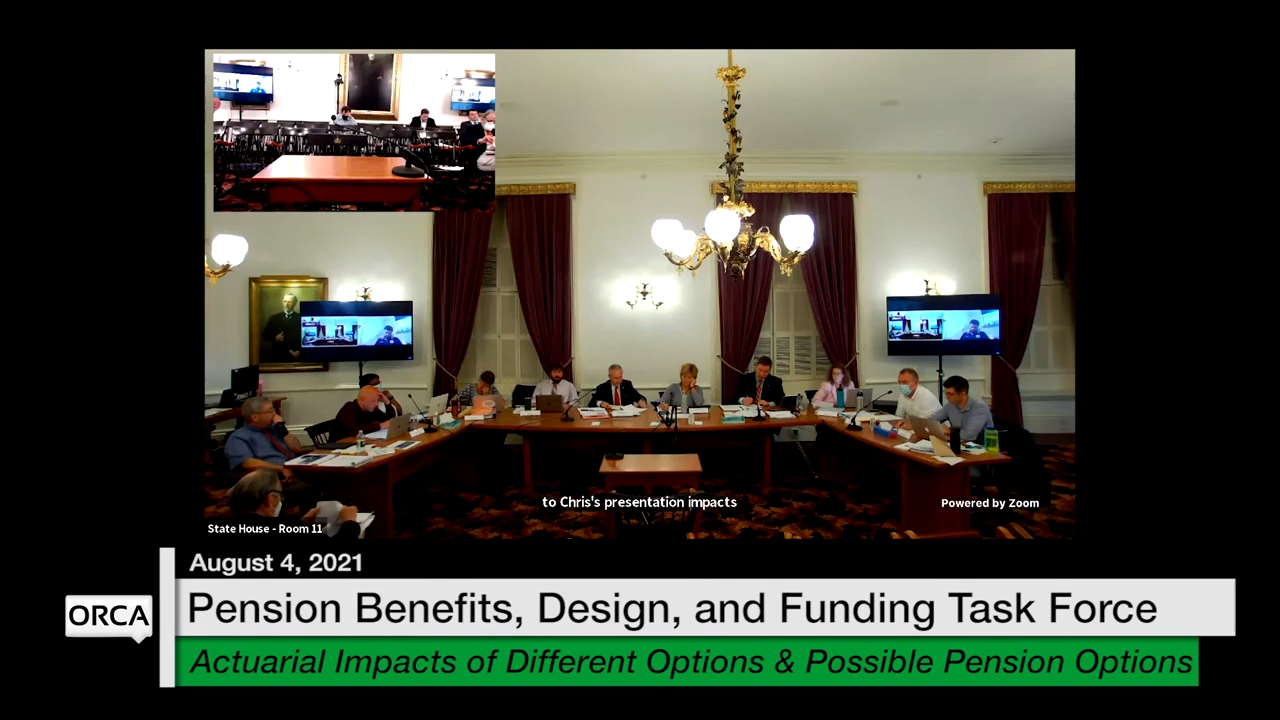 to Chris's presentation impacts
Powered by Zoom
State House - Room 11
August 4, 2021
ORCA
Pension Benefits, Design, and Funding Task Force
Actuarial Impacts of Different Options & Possible Pension Options